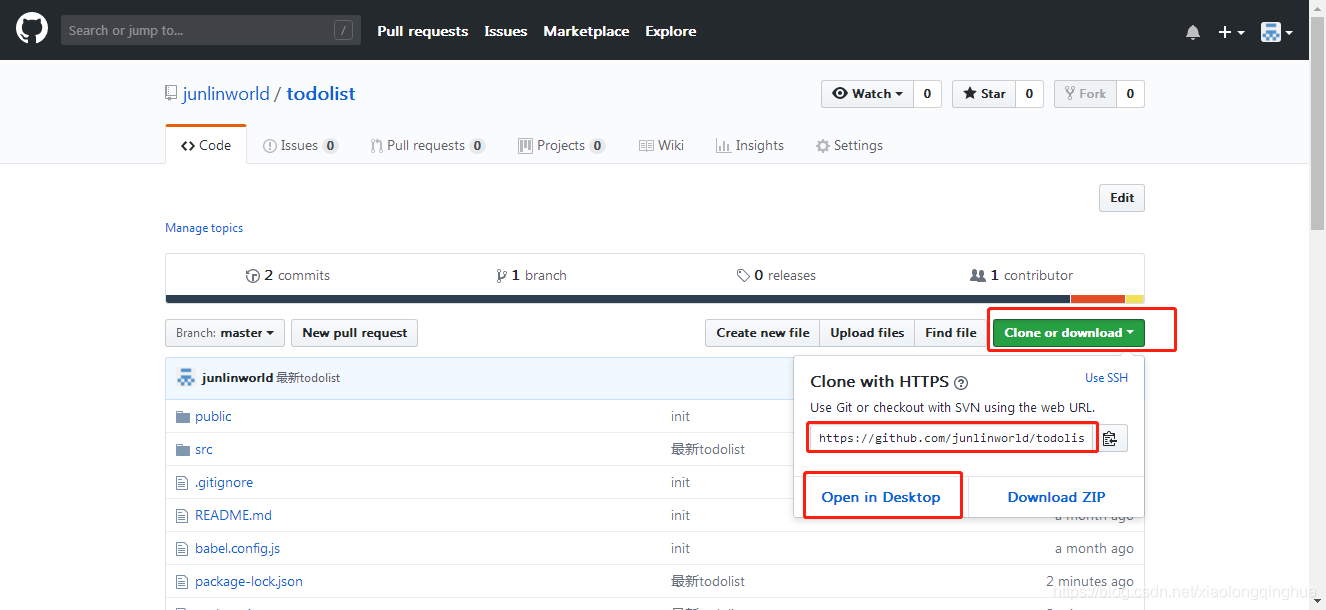 Search or jump to... / Pull requests Issues Marketplace Explore
junlinworld / todolist Watch 0 Star 0 Fork 0
Code Issues 0 Pull requests 0 Projects 0 Wiki Insights Settings
Edit
Manage topics
2 commits 1 branch 0 releases 1 contributor
Branch: master New pull request Create new file Upload files Find file Clone or download
junlinworld 最新todolist
Clone with HTTPS ? Use SSH
Use Git or checkout with SVN using the web URL.
https://github.com/junlinworld/todolis
Open in Desktop Download ZIP
public init
src 最新todolist
.gitignore init
README.md init a month ago
babel.config.js init a month ago
package-lock.json 最新todolist 2 minutes ago
https://blog.csdn.net/xiaolongqinghua